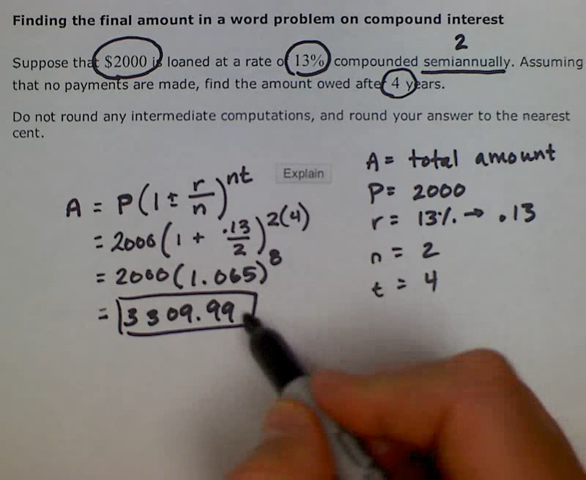 Finding the final amount in a word problem on compound interest
2
Suppose that $2000 is loaned at a rate of 13% compounded semiannually. Assuming
that no payments are made, find the amount owed after 4 years.
Do not round any intermediate computations, and round your answer to the nearest
cent.
Explain
A = P(1 ± r/n)^nt
= 2000(1 + .13/2)^2(4)
= 2000(1.065)^8
= 3309.99
A = total amount
P = 2000
r = 13% → .13
n = 2
t = 4